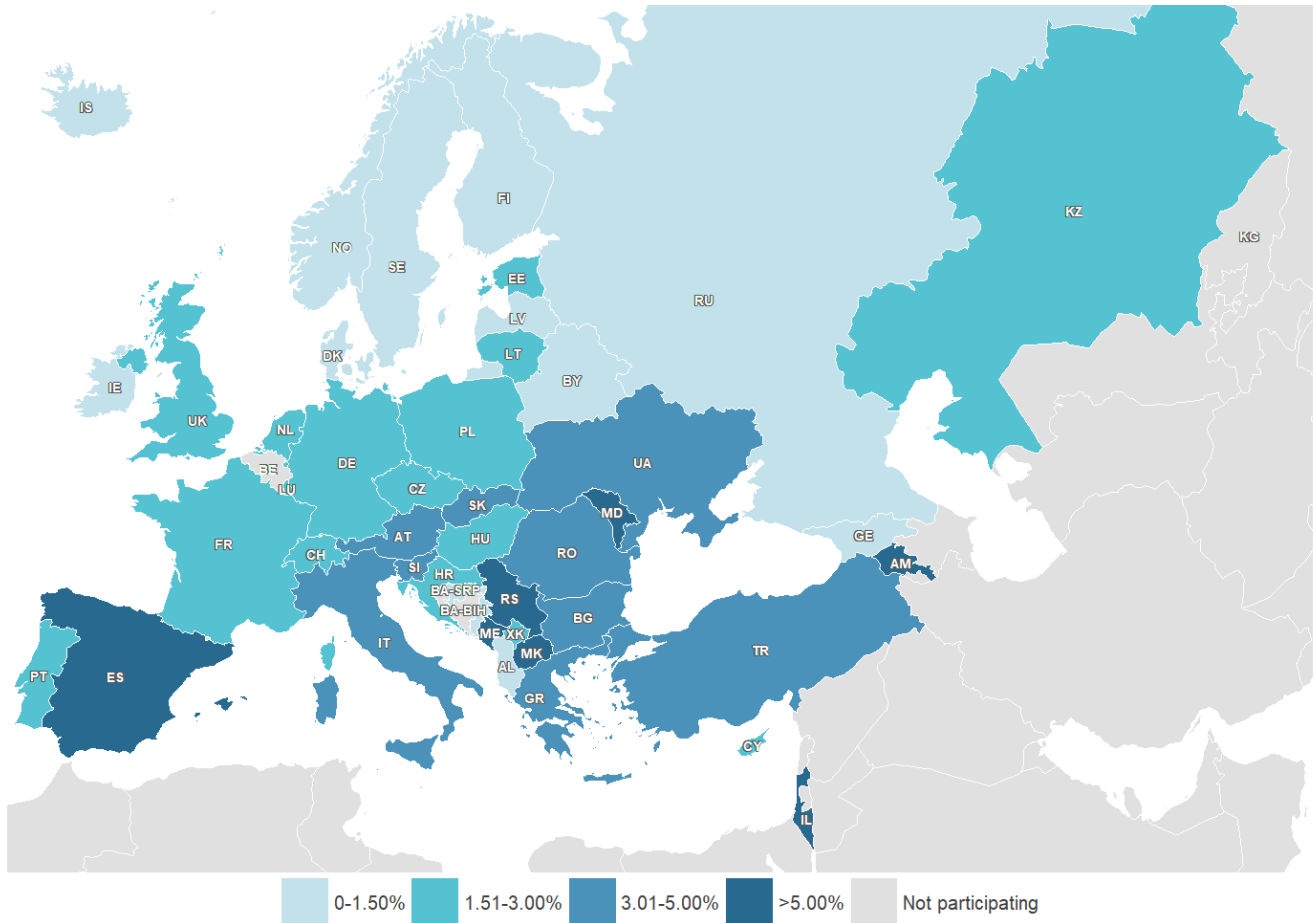 IS
FI
KZ
KG
NO
SE
EE
RU
LV
DK
LT
IE
BY
UK
NL
PL
DE
UA
BE
LU
CZ
SK
MD
AT
FR
HU
GE
CH
RO
AM
SI
HR
BA-SRP
RS
BA-BIH
BG
ME
XK
IT
TR
MK
AL
PT
ES
GR
CY
IL
0-1.50% 1.51-3.00% 3.01-5.00% >5.00% Not participating